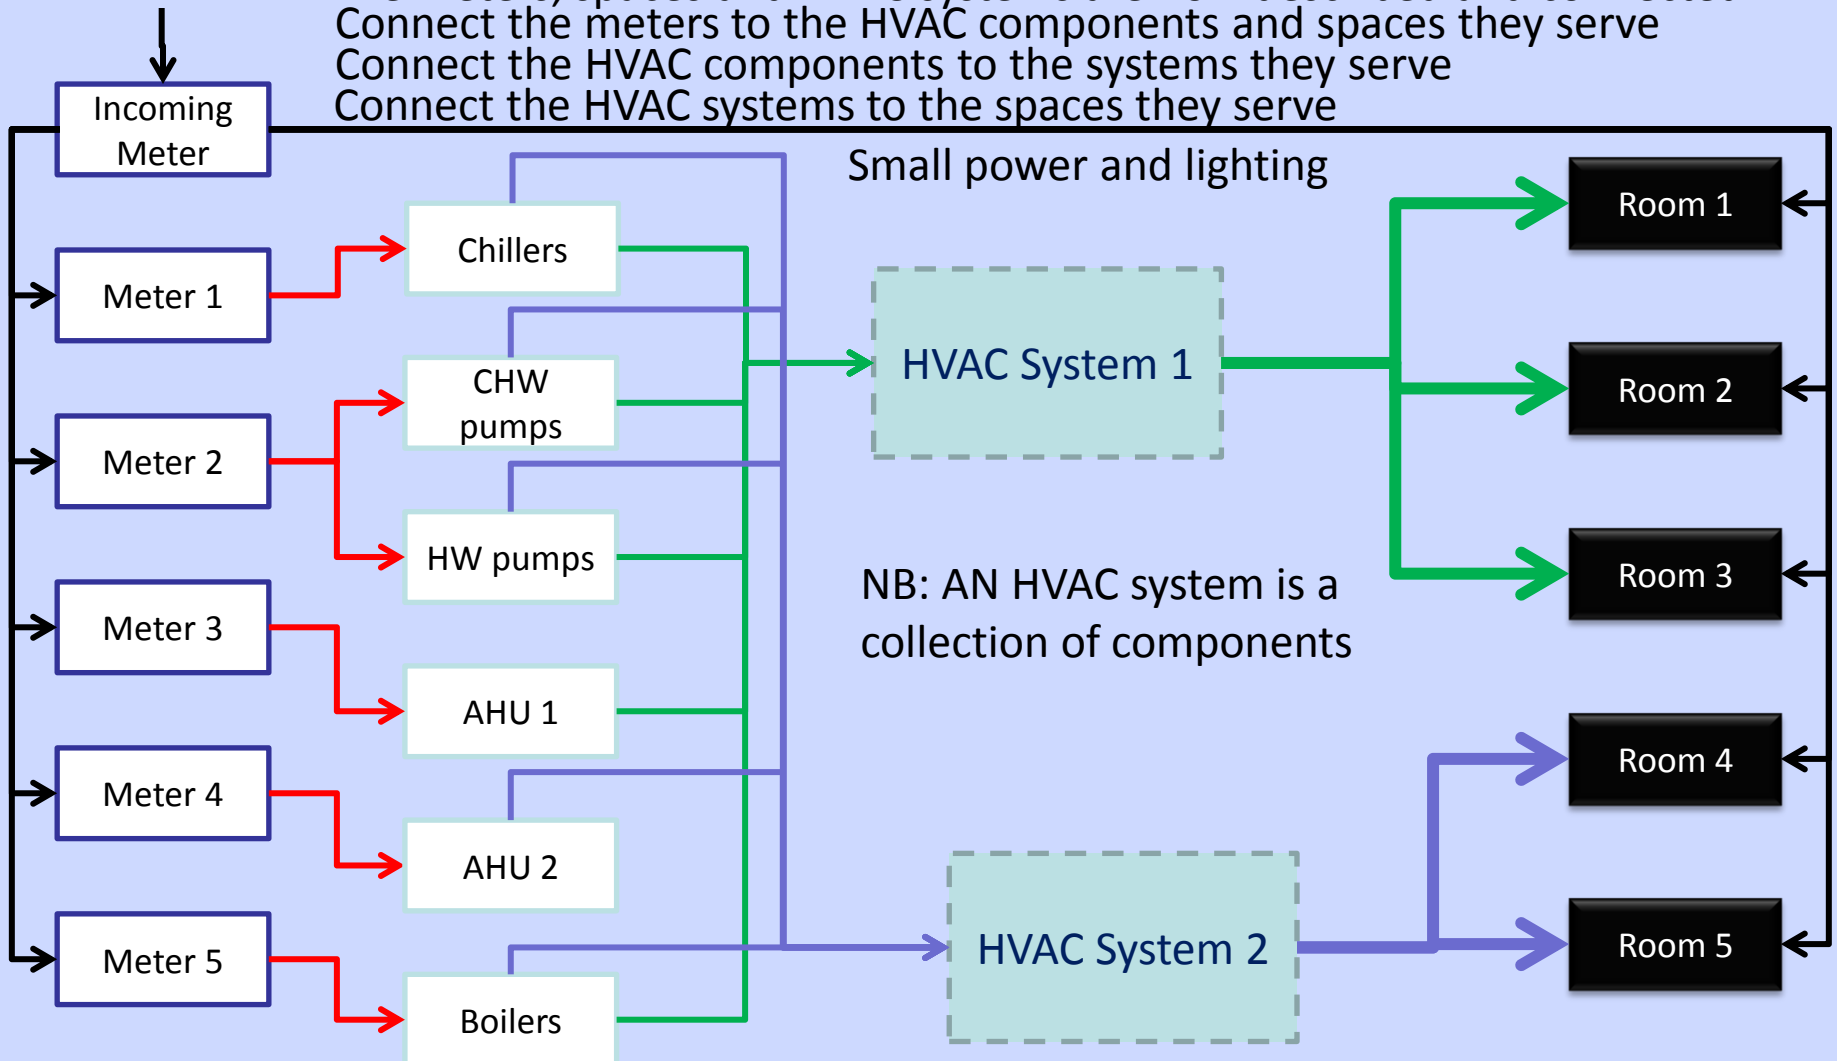 Connect the meters to the HVAC components and spaces they serve
Connect the HVAC components to the systems they serve
Connect the HVAC systems to the spaces they serve
Incoming
Meter
Small power and lighting
Room 1
Chillers
Meter 1
HVAC System 1
CHW
pumps
Room 2
Meter 2
HW pumps
NB: AN HVAC system is a
collection of components
Room 3
Meter 3
AHU 1
Room 4
Meter 4
AHU 2
Meter 5
HVAC System 2
Room 5
Boilers